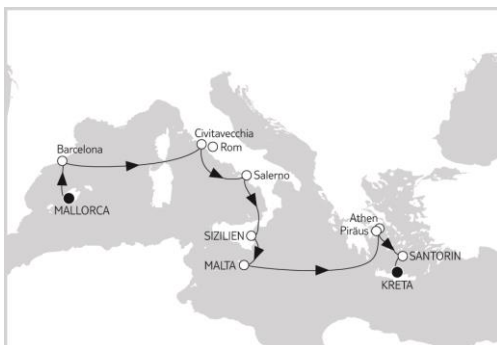 Civitavecchia
Rom
Barcelona
Salerno
MALLORCA
Athen
SIZILIEN
Piräus
SANTORIN
MALTA
KRETA